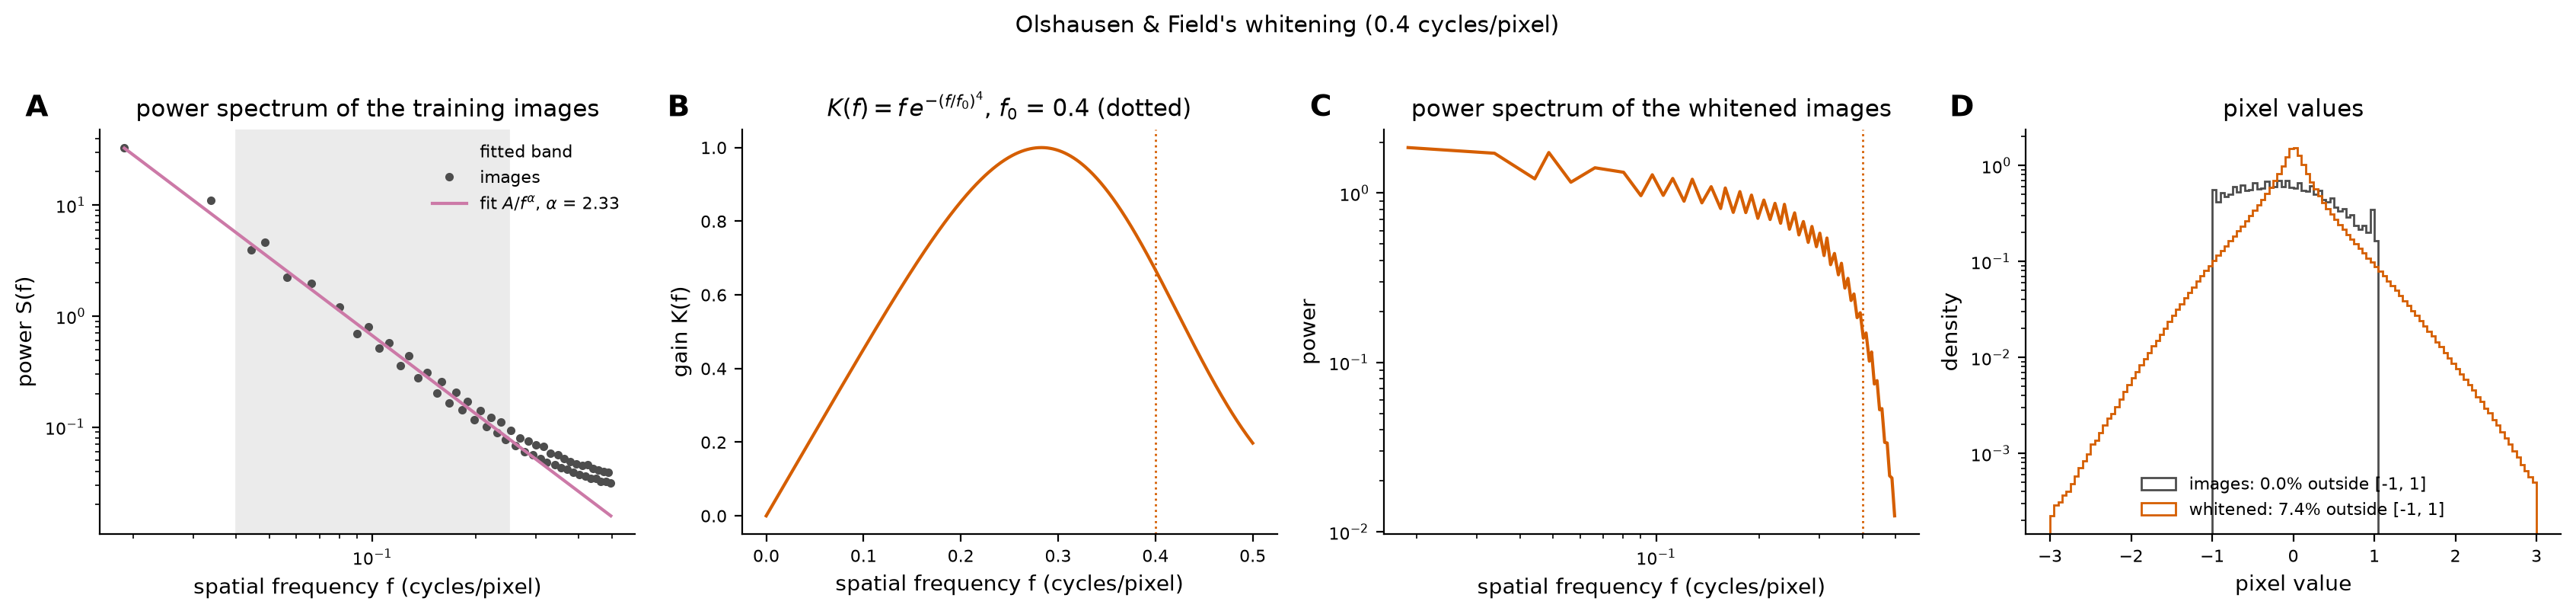 Olshausen & Field's whitening (0.4 cycles/pixel)
A
power spectrum of the training images
fitted band
images
fit A/f^α, α = 2.33
10^1
10^0
10^−1
power S(f)
10^−1
spatial frequency f (cycles/pixel)
B
K(f) = f e^−(f/f₀)^4, f₀ = 0.4 (dotted)
1.0
0.8
0.6
0.4
0.2
0.0
gain K(f)
0.0 0.1 0.2 0.3 0.4 0.5
spatial frequency f (cycles/pixel)
C
power spectrum of the whitened images
10^0
10^−1
10^−2
power
10^−1
spatial frequency f (cycles/pixel)
D
pixel values
10^0
10^−1
10^−2
10^−3
density
images: 0.0% outside [-1, 1]
whitened: 7.4% outside [-1, 1]
−3 −2 −1 0 1 2 3
pixel value